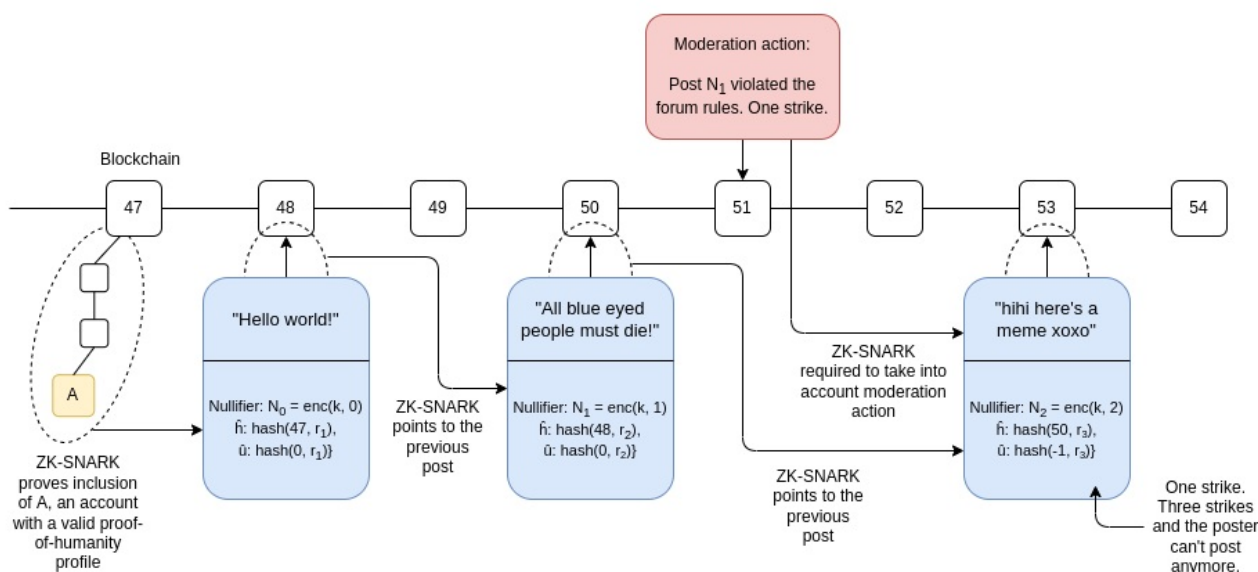 Moderation action:
Post N₁ violated the
forum rules. One strike.
Blockchain
47
48
49
50
51
52
53
54
A
ZK-SNARK
proves inclusion
of A, an account
with a valid proof-
of-humanity
profile
"Hello world!"
Nullifier: N₀ = enc(k, 0)
ĥ: hash(47, r₁),
û: hash(0, r₁)}
ZK-SNARK
points to the
previous
post
"All blue eyed
people must die!"
Nullifier: N₁ = enc(k, 1)
ĥ: hash(48, r₂),
û: hash(0, r₂)}
ZK-SNARK
required to take into
account moderation
action
ZK-SNARK
points to the
previous
post
"hihi here's a
meme xoxo"
Nullifier: N₂ = enc(k, 2)
ĥ: hash(50, r₃),
û: hash(-1, r₃)}
One strike.
Three strikes
and the poster
can't post
anymore.